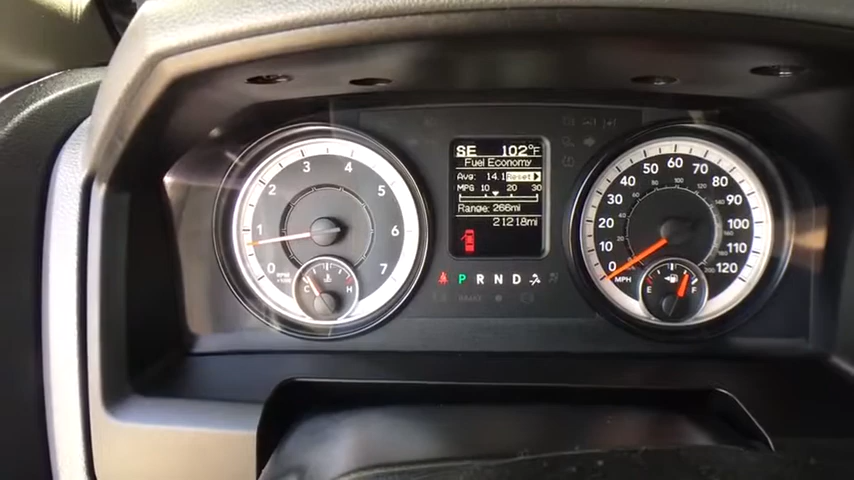 SE 102°F
Fuel Economy
Avg: 14.1 Reset
MPG 10 20 30
Range: 266mi
21218mi
0 1 2 3 4 5 6 7
RPM
C H
P R N D
0 10 20 30 40 50 60 70 80 90 100 110 120
MPH
E F